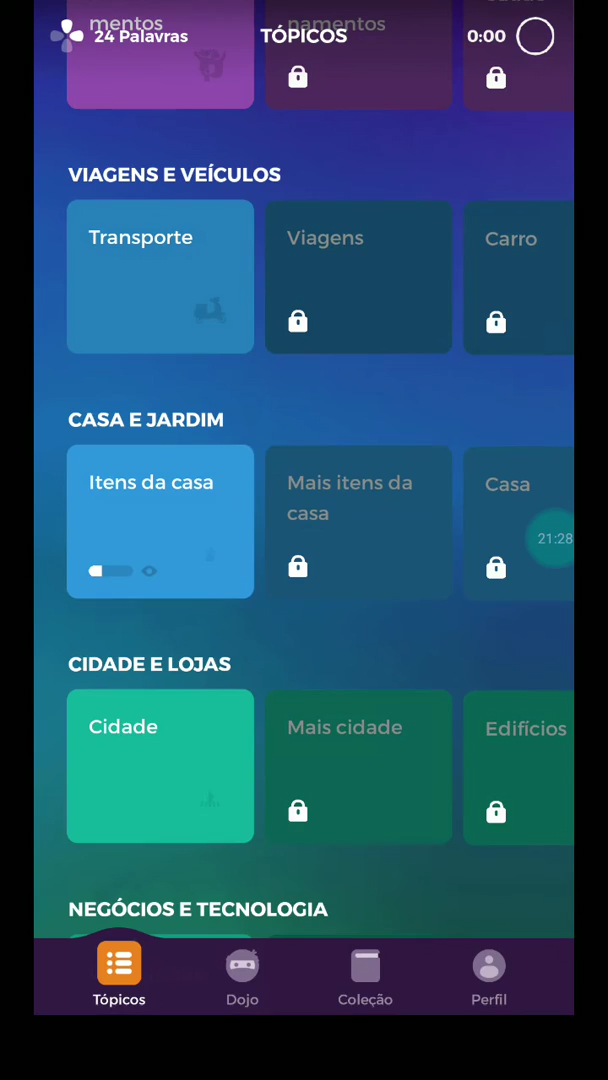 mentos
namentos
24 Palavras
TÓPICOS
0:00
VIAGENS E VEÍCULOS
Transporte
Viagens
Carro
CASA E JARDIM
Itens da casa
Mais itens da
casa
Casa
21:28
CIDADE E LOJAS
Cidade
Mais cidade
Edifícios
NEGÓCIOS E TECNOLOGIA
Tópicos
Dojo
Coleção
Perfil